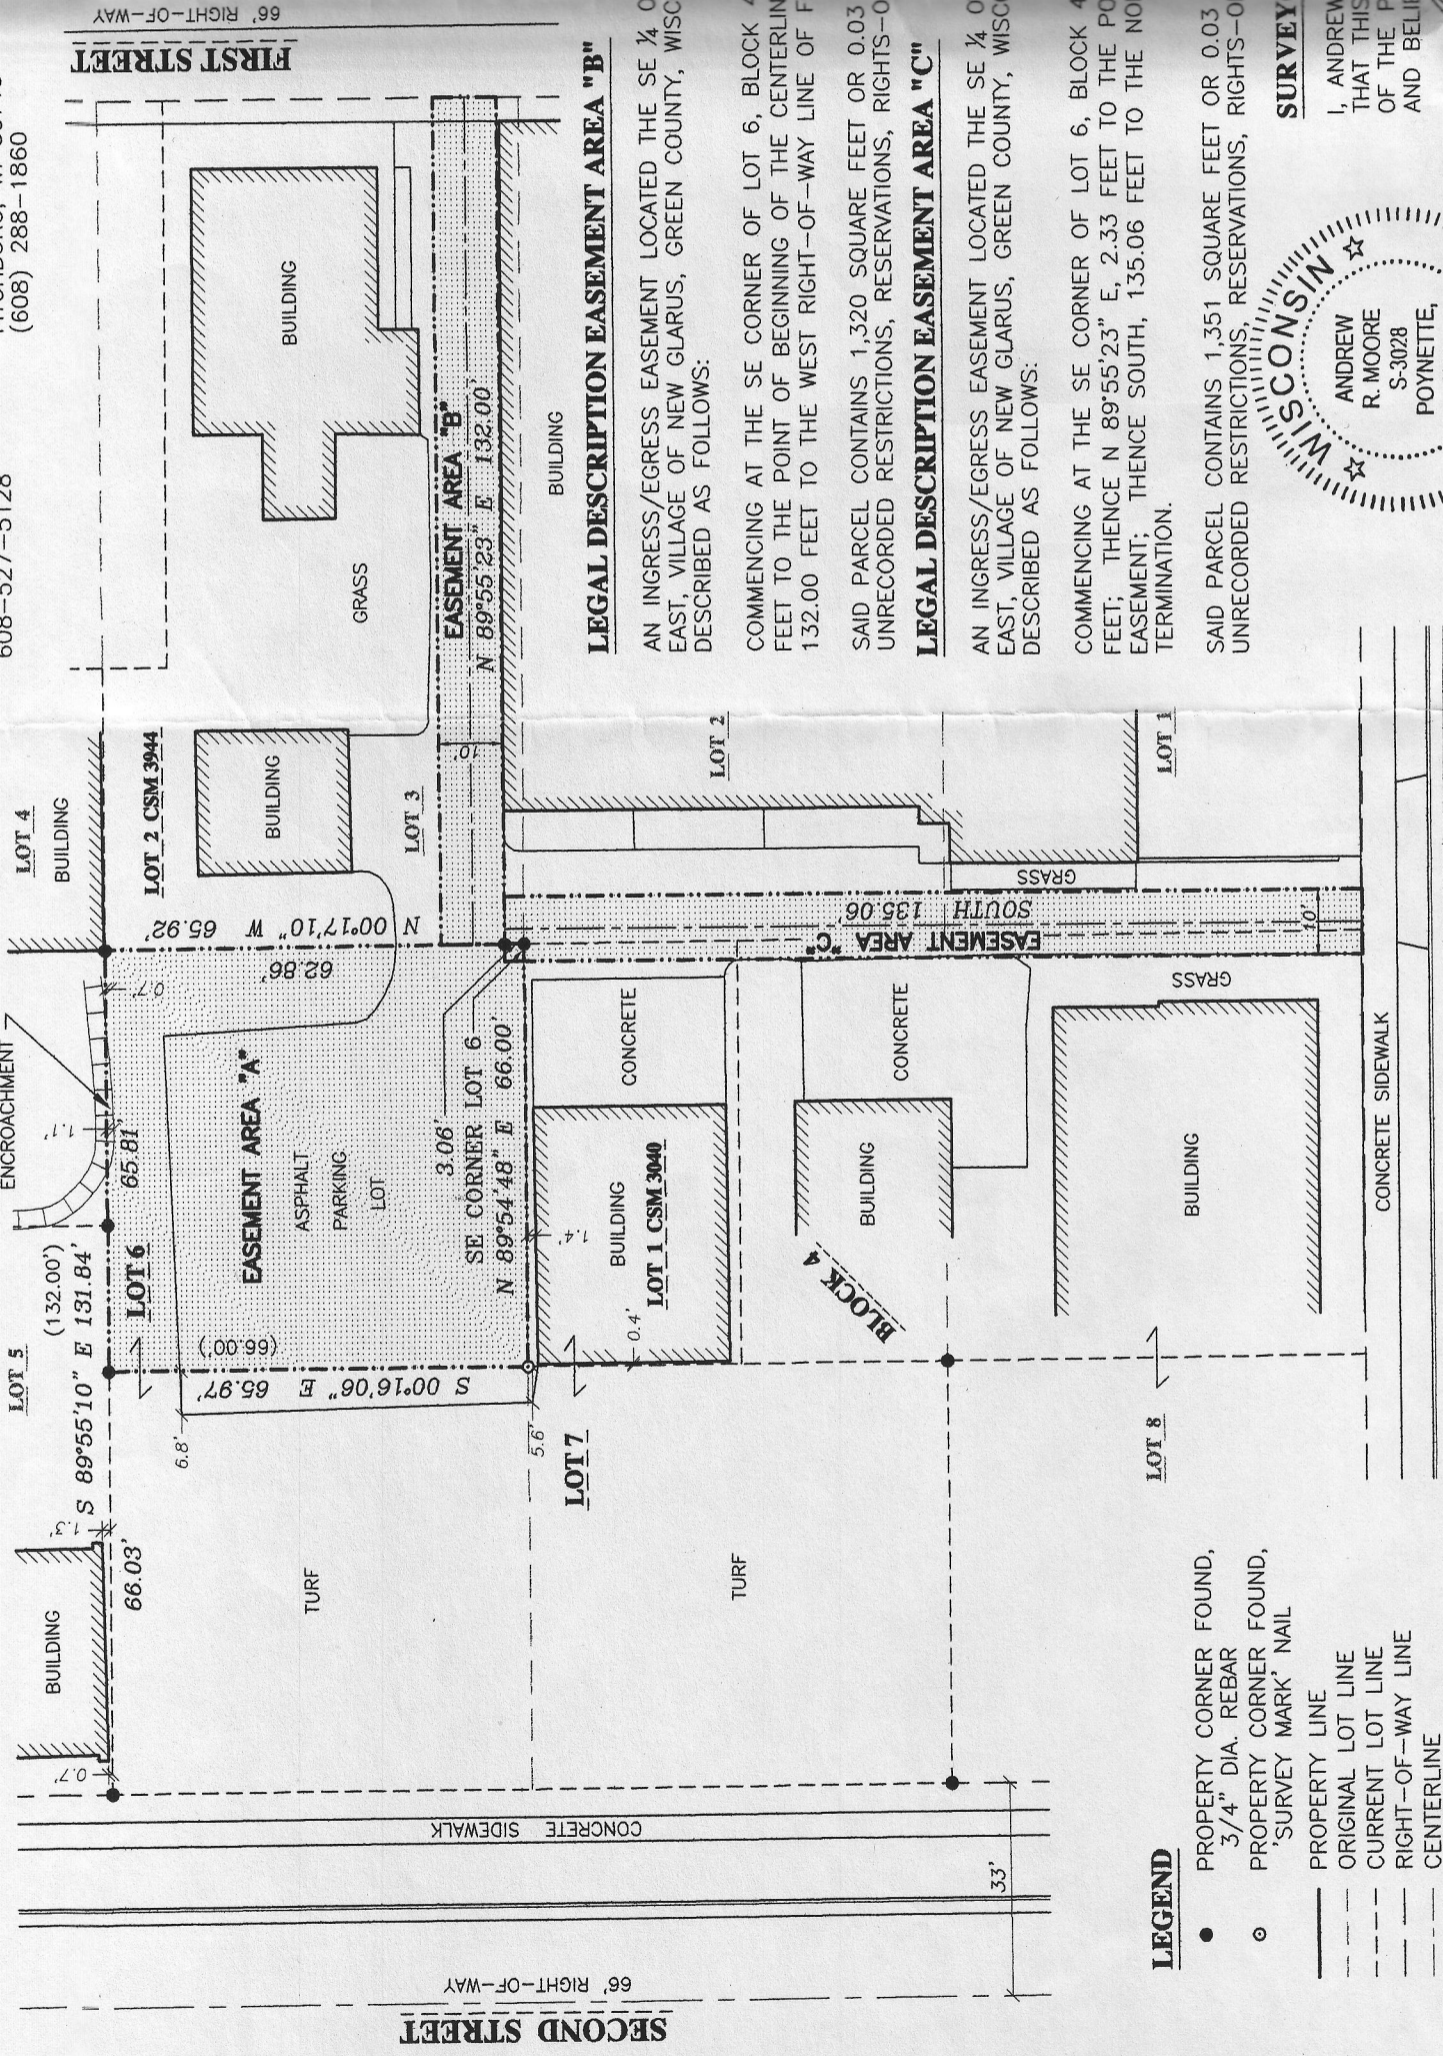 608-527-5128
(608) 288-1860
ENCROACHMENT
LOT 5
(132.00')
S 89°55'10" E 131.84'
BUILDING
1.3'
0.7'
66.03'
65.81'
1.1'
0.7'
LOT 4
BUILDING
LOT 2 CSM 3944
LOT 6
EASEMENT AREA "A"
ASPHALT
PARKING
LOT
S 00°16'06" E 65.97'
(66.00')
6.8'
5.6'
62.86'
N 00°17'10" W 65.92'
BUILDING
LOT 3
GRASS
BUILDING
EASEMENT AREA "B"
N 89°55'23" E 132.00'
10'
BUILDING
FIRST STREET
66' RIGHT-OF-WAY
3.06'
SE CORNER LOT 6
N 89°54'48" E 66.00'
1.4'
0.4'
LOT 7
BUILDING
LOT 1 CSM 3040
CONCRETE
TURF
TURF
BLOCK 4
BUILDING
CONCRETE
LOT 2
EASEMENT AREA "C"
SOUTH 135.06'
GRASS
LOT 1
10'
GRASS
BUILDING
LOT 8
CONCRETE SIDEWALK
CONCRETE SIDEWALK
33'
SECOND STREET
66' RIGHT-OF-WAY
LEGEND
PROPERTY CORNER FOUND,
3/4" DIA. REBAR
PROPERTY CORNER FOUND,
'SURVEY MARK' NAIL
PROPERTY LINE
ORIGINAL LOT LINE
CURRENT LOT LINE
RIGHT-OF-WAY LINE
CENTERLINE
LEGAL DESCRIPTION EASEMENT AREA "B"
AN INGRESS/EGRESS EASEMENT LOCATED THE SE ¼
EAST, VILLAGE OF NEW GLARUS, GREEN COUNTY,
DESCRIBED AS FOLLOWS:
COMMENCING AT THE SE CORNER OF LOT 6, BLOCK
FEET TO THE POINT OF BEGINNING OF THE
132.00 FEET TO THE WEST RIGHT-OF-WAY LINE OF
SAID PARCEL CONTAINS 1,320 SQUARE FEET OR 0.03
UNRECORDED RESTRICTIONS, RESERVATIONS,
LEGAL DESCRIPTION EASEMENT AREA "C"
AN INGRESS/EGRESS EASEMENT LOCATED THE SE ¼
EAST, VILLAGE OF NEW GLARUS, GREEN COUNTY,
DESCRIBED AS FOLLOWS:
COMMENCING AT THE SE CORNER OF LOT 6, BLOCK
FEET; THENCE N 89°55'23" E, 2.33 FEET TO THE
EASEMENT; THENCE SOUTH, 135.06 FEET TO THE
TERMINATION.
SAID PARCEL CONTAINS 1,351 SQUARE FEET OR 0.03
UNRECORDED RESTRICTIONS, RESERVATIONS,
WISCONSIN
ANDREW
R. MOORE
S-3028
POYNETTE,
SURVEY
I, ANDREW
THAT THIS
OF THE
AND